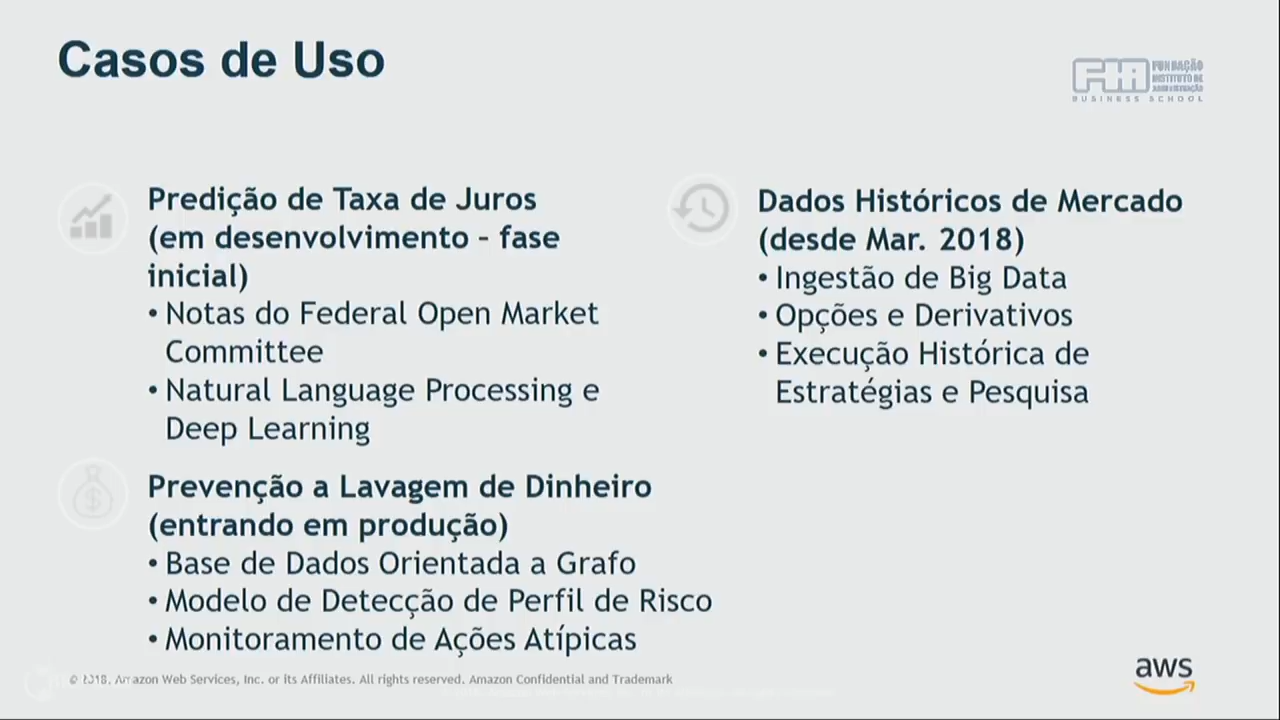 Casos de Uso
FIA FUNDAÇÃO
INSTITUTO DE
ADMINISTRAÇÃO
BUSINESS SCHOOL
Predição de Taxa de Juros
(em desenvolvimento – fase
inicial)
• Notas do Federal Open Market
Committee
• Natural Language Processing e
Deep Learning
Prevenção a Lavagem de Dinheiro
(entrando em produção)
• Base de Dados Orientada a Grafo
• Modelo de Detecção de Perfil de Risco
• Monitoramento de Ações Atípicas
Dados Históricos de Mercado
(desde Mar. 2018)
• Ingestão de Big Data
• Opções e Derivativos
• Execução Histórica de
Estratégias e Pesquisa
© 2018, Amazon Web Services, Inc. or its Affiliates. All rights reserved. Amazon Confidential and Trademark
aws